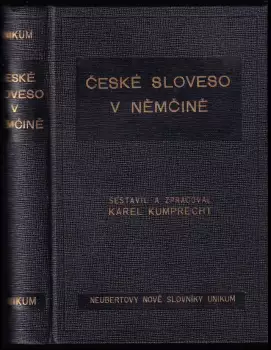 UNIKUM
ČESKÉ
SLOVESO
V
NĚMČINĚ
UNIKUM
ČESKÉ SLOVESO
V NĚMČINĚ
SESTAVIL A ZPRACOVAL
KAREL KUMPRECHT
NEUBERTOVY NOVÉ SLOVNÍKY UNIKUM